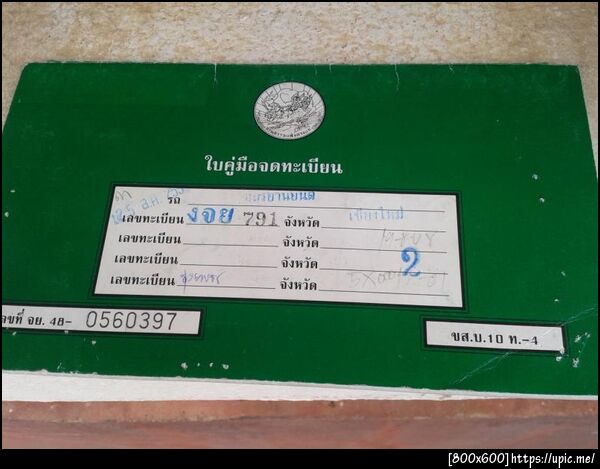 ใบคู่มือจดทะเบียน
รถ จักรยานยนต์
เลขทะเบียน งจย 791 จังหวัด เชียงใหม่
เลขทะเบียน จังหวัด
เลขทะเบียน จังหวัด 2
เลขทะเบียน จังหวัด
เลขที่ จย. 48- 0560397
ขส.บ.10 ท.-4
[800x600]https://upic.me/